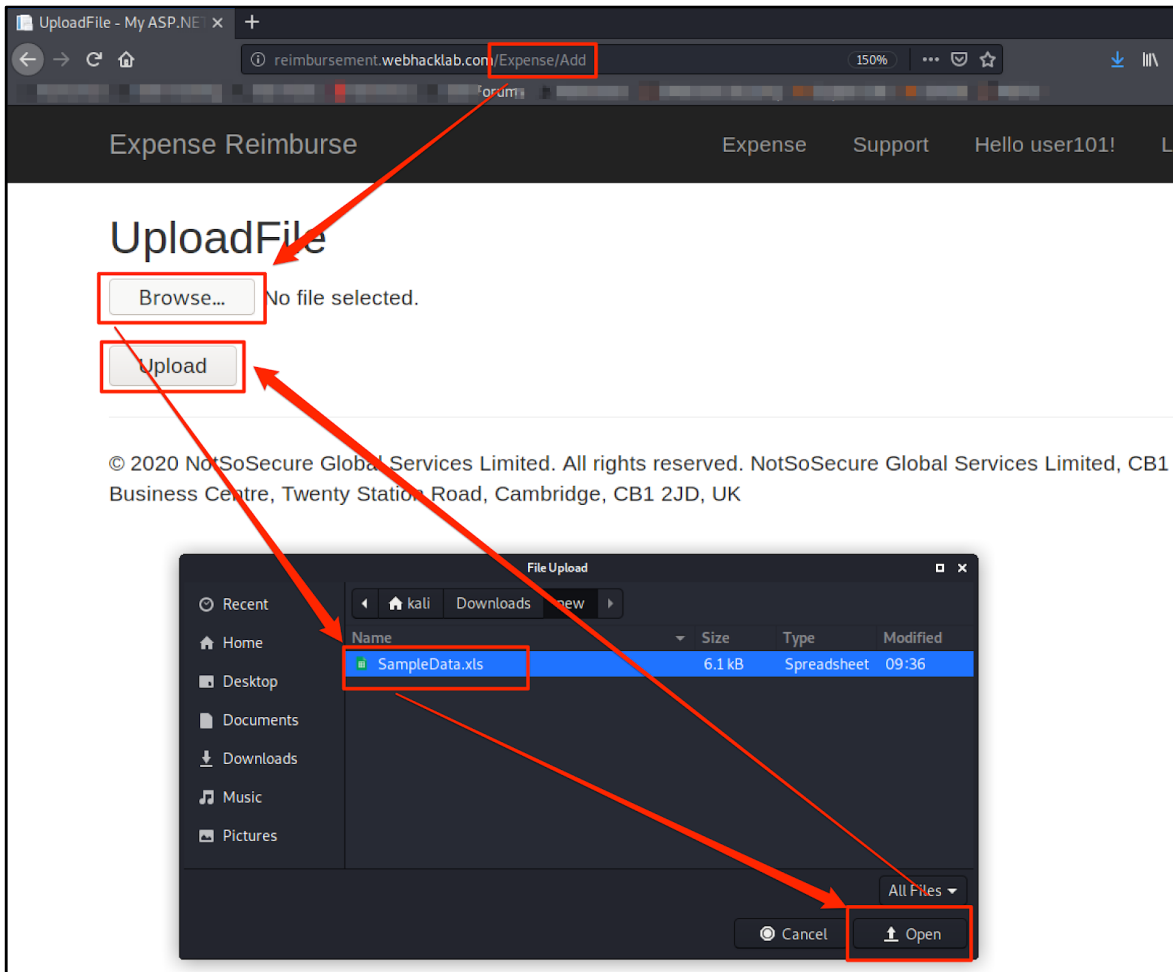 UploadFile - My ASP.NE
reimbursement.webhacklab.com/Expense/Add
150%
Forum
Expense Reimburse
Expense
Support
Hello user101!
L
UploadFile
Browse...
No file selected.
Upload
© 2020 NotSoSecure Global Services Limited. All rights reserved. NotSoSecure Global Services Limited, CB1
Business Centre, Twenty Station Road, Cambridge, CB1 2JD, UK
File Upload
Recent
kali
Downloads
new
Home
Name
Size
Type
Modified
SampleData.xls
6.1 kB
Spreadsheet
09:36
Desktop
Documents
Downloads
Music
Pictures
All Files
Cancel
Open